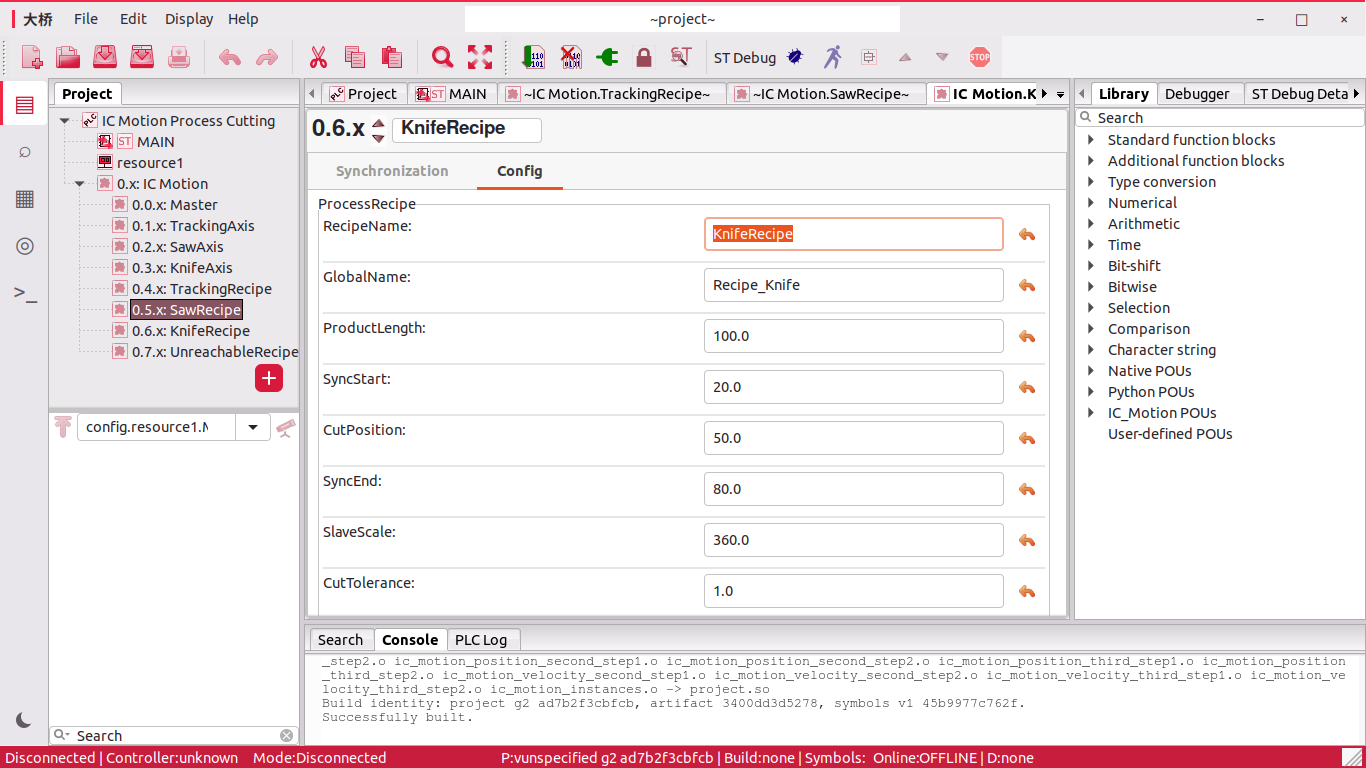 大桥 File Edit Display Help ~project~
ST Debug STOP
Project
IC Motion Process Cutting
ST MAIN
resource1
0.x: IC Motion
0.0.x: Master
0.1.x: TrackingAxis
0.2.x: SawAxis
0.3.x: KnifeAxis
0.4.x: TrackingRecipe
0.5.x: SawRecipe
0.6.x: KnifeRecipe
0.7.x: UnreachableRecipe
config.resource1.M
Search
Project ST MAIN ~IC Motion.TrackingRecipe~ ~IC Motion.SawRecipe~ IC Motion.K
0.6.x KnifeRecipe
Synchronization Config
ProcessRecipe
RecipeName: KnifeRecipe
GlobalName: Recipe_Knife
ProductLength: 100.0
SyncStart: 20.0
CutPosition: 50.0
SyncEnd: 80.0
SlaveScale: 360.0
CutTolerance: 1.0
Library Debugger ST Debug Deta
Search
Standard function blocks
Additional function blocks
Type conversion
Numerical
Arithmetic
Time
Bit-shift
Bitwise
Selection
Comparison
Character string
Native POUs
Python POUs
IC_Motion POUs
User-defined POUs
Search Console PLC Log
_step2.o ic_motion_position_second_step1.o ic_motion_position_second_step2.o ic_motion_position_third_step1.o ic_motion_position
_third_step2.o ic_motion_velocity_second_step1.o ic_motion_velocity_second_step2.o ic_motion_velocity_third_step1.o ic_motion_ve
locity_third_step2.o ic_motion_instances.o -> project.so
Build identity: project g2 ad7b2f3cbfcb, artifact 3400dd3d5278, symbols v1 45b9977c762f.
Successfully built.
Disconnected | Controller:unknown Mode:Disconnected P:vunspecified g2 ad7b2f3cbfcb | Build:none | Symbols: Online:OFFLINE | D:none